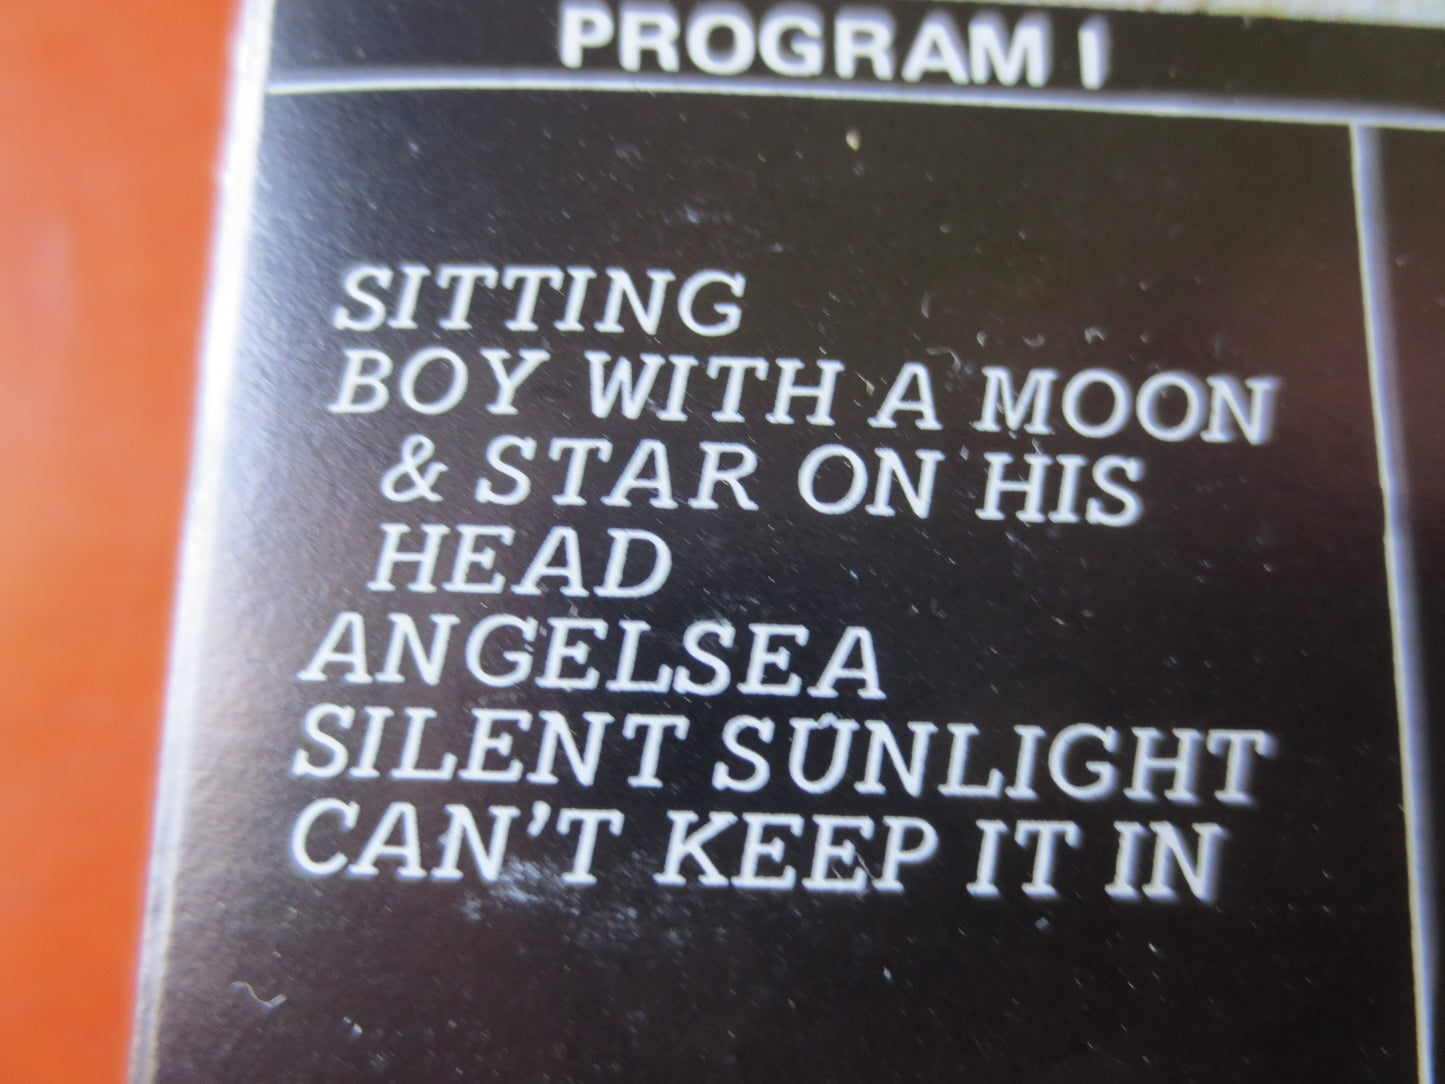 PROGRAM I
SITTING
BOY WITH A MOON
& STAR ON HIS
HEAD
ANGELSEA
SILENT SUNLIGHT
CAN'T KEEP IT IN